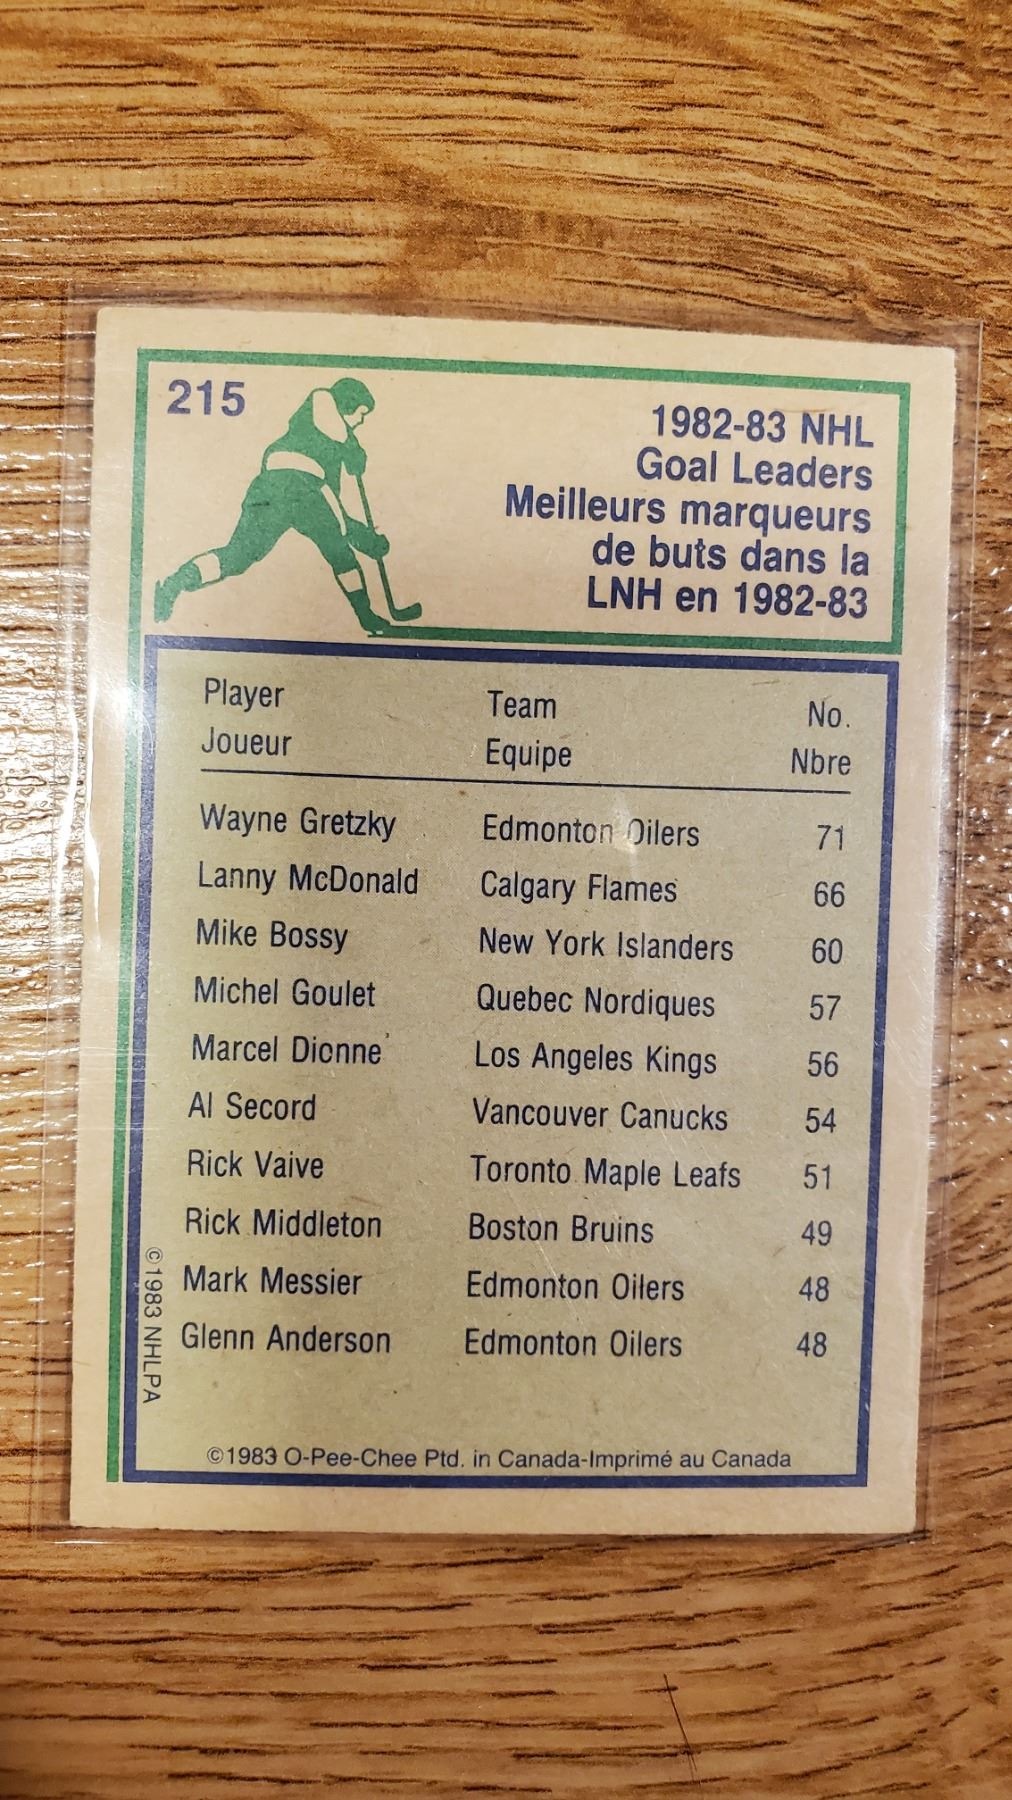 215
1982-83 NHL
Goal Leaders
Meilleurs marqueurs
de buts dans la
LNH en 1982-83
Player Team No.
Joueur Equipe Nbre
Wayne Gretzky Edmonton Oilers 71
Lanny McDonald Calgary Flames 66
Mike Bossy New York Islanders 60
Michel Goulet Quebec Nordiques 57
Marcel Dionne Los Angeles Kings 56
Al Secord Vancouver Canucks 54
Rick Vaive Toronto Maple Leafs 51
Rick Middleton Boston Bruins 49
Mark Messier Edmonton Oilers 48
Glenn Anderson Edmonton Oilers 48
©1983 NHLPA
©1983 O-Pee-Chee Ptd. in Canada-Imprimé au Canada